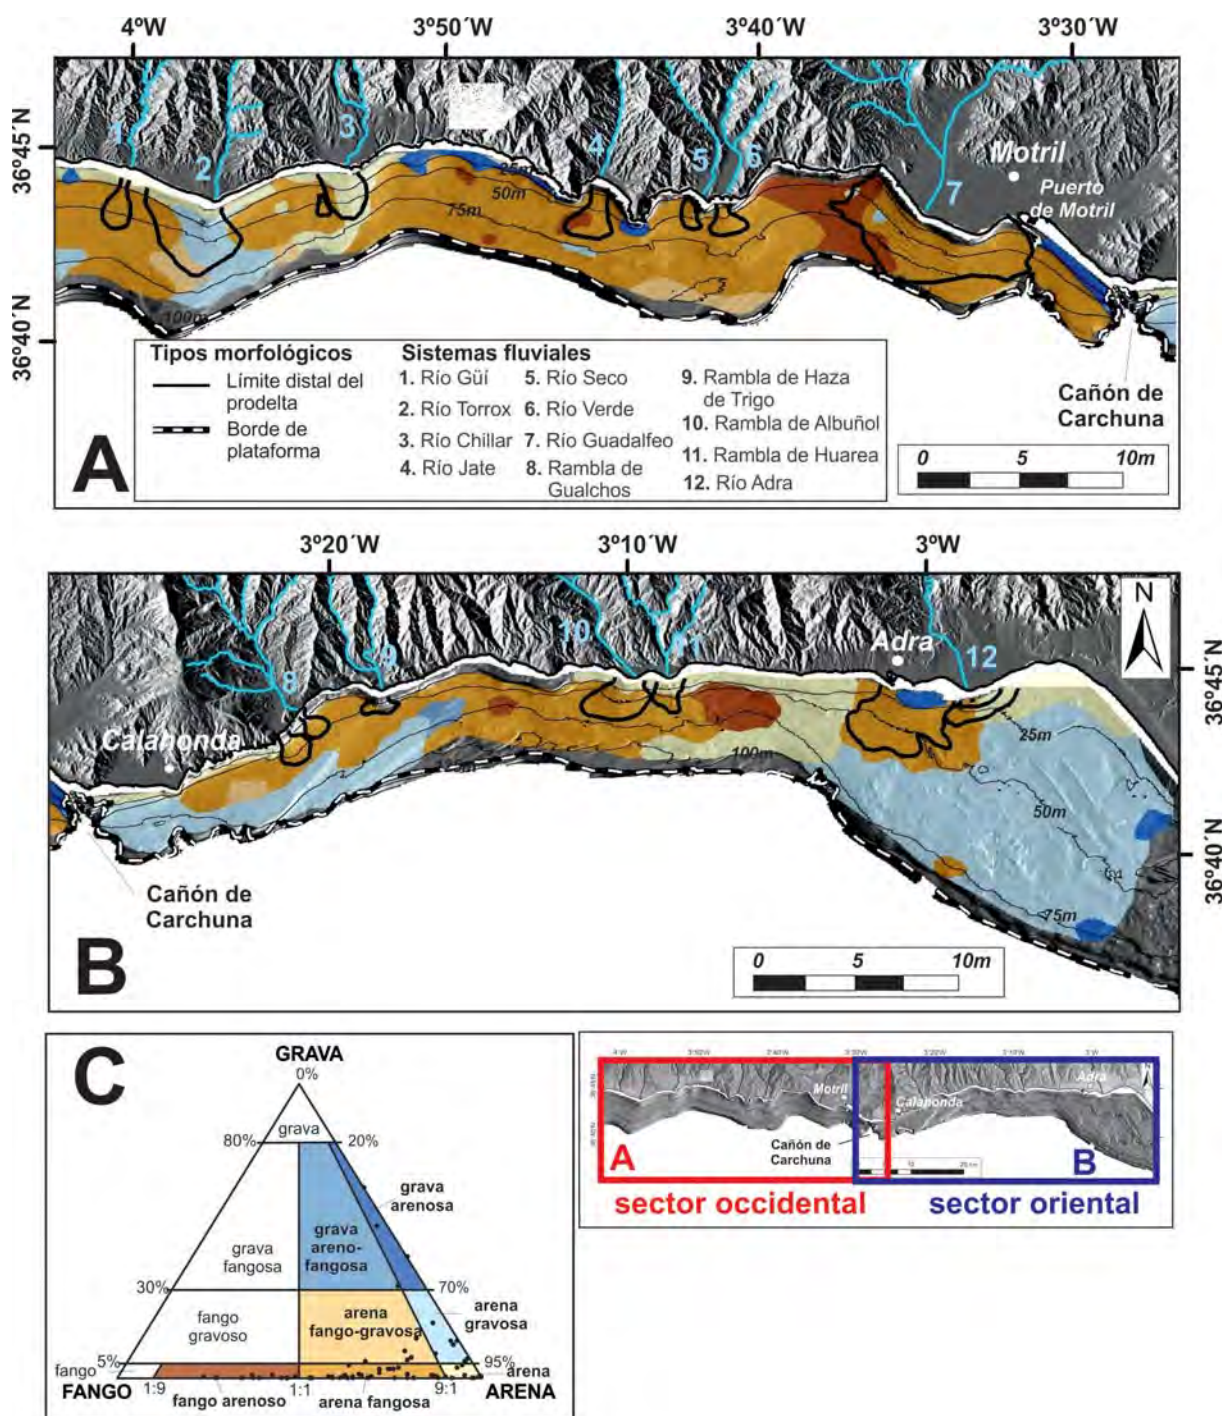 4ºW 3º50´W 3º40´W 3º30´W
36º45´N
36º40´N
1
2
3
4
5
6
7
Motril
Puerto
de Motril
25m
50m
75m
100m
Cañón de
Carchuna
A
Tipos morfológicos
Límite distal del
prodelta
Borde de
plataforma
Sistemas fluviales
1. Río Güí
2. Río Torrox
3. Río Chillar
4. Río Jate
5. Río Seco
6. Río Verde
7. Río Guadalfeo
8. Rambla de
Gualchos
9. Rambla de Haza
de Trigo
10. Rambla de Albuñol
11. Rambla de Huarea
12. Río Adra
0 5 10m
3º20´W 3º10´W 3ºW
N
36º45´N
36º40´N
8
9
10
11
12
Adra
Calahonda
100m
25m
50m
75m
Cañón de
Carchuna
B
0 5 10m
C
GRAVA
0%
grava
80% 20%
grava
arenosa
grava
areno-
fangosa
grava
fangosa
30% 70%
fango
gravoso
arena
fango-gravosa
arena
gravosa
fango 5% 95% arena
FANGO 1:9 1:1 9:1 ARENA
fango arenoso arena fangosa
Motril
Calahonda
Adra
Cañón de
Carchuna
A
B
sector occidental
sector oriental